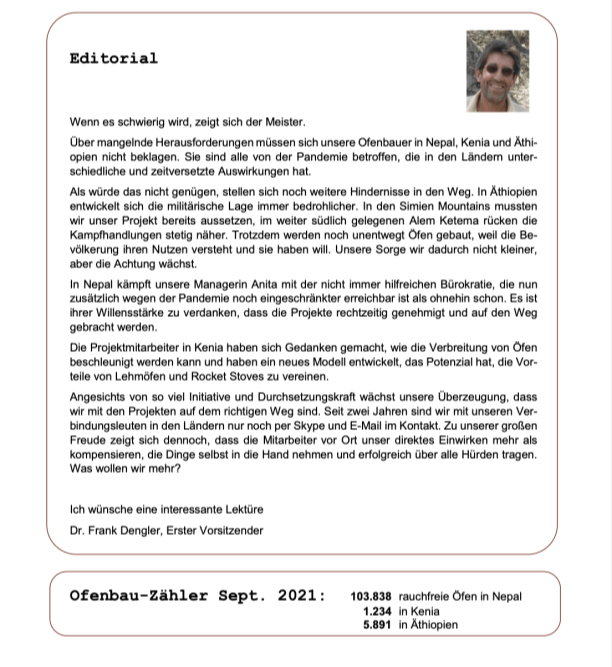 Editorial
Wenn es schwierig wird, zeigt sich der Meister.
Über mangelnde Herausforderungen müssen sich unsere Ofenbauer in Nepal, Kenia und Äthi-
opien nicht beklagen. Sie sind alle von der Pandemie betroffen, die in den Ländern unter-
schiedliche und zeitversetzte Auswirkungen hat.
Als würde das nicht genügen, stellen sich noch weitere Hindernisse in den Weg. In Äthiopien
entwickelt sich die militärische Lage immer bedrohlicher. In den Simien Mountains mussten
wir unser Projekt bereits aussetzen, im weiter südlich gelegenen Alem Ketema rücken die
Kampfhandlungen stetig näher. Trotzdem werden noch unentwegt Öfen gebaut, weil die Be-
völkerung ihren Nutzen versteht und sie haben will. Unsere Sorge wir dadurch nicht kleiner,
aber die Achtung wächst.
In Nepal kämpft unsere Managerin Anita mit der nicht immer hilfreichen Bürokratie, die nun
zusätzlich wegen der Pandemie noch eingeschränkter erreichbar ist als ohnehin schon. Es ist
ihrer Willensstärke zu verdanken, dass die Projekte rechtzeitig genehmigt und auf den Weg
gebracht werden.
Die Projektmitarbeiter in Kenia haben sich Gedanken gemacht, wie die Verbreitung von Öfen
beschleunigt werden kann und haben ein neues Modell entwickelt, das Potenzial hat, die Vor-
teile von Lehmöfen und Rocket Stoves zu vereinen.
Angesichts von so viel Initiative und Durchsetzungskraft wächst unsere Überzeugung, dass
wir mit den Projekten auf dem richtigen Weg sind. Seit zwei Jahren sind wir mit unseren Ver-
bindungsleuten in den Ländern nur noch per Skype und E-Mail im Kontakt. Zu unserer großen
Freude zeigt sich dennoch, dass die Mitarbeiter vor Ort unser direktes Einwirken mehr als
kompensieren, die Dinge selbst in die Hand nehmen und erfolgreich über alle Hürden tragen.
Was wollen wir mehr?
Ich wünsche eine interessante Lektüre
Dr. Frank Dengler, Erster Vorsitzender
Ofenbau-Zähler Sept. 2021: 103.838 rauchfreie Öfen in Nepal
1.234 in Kenia
5.891 in Äthiopien